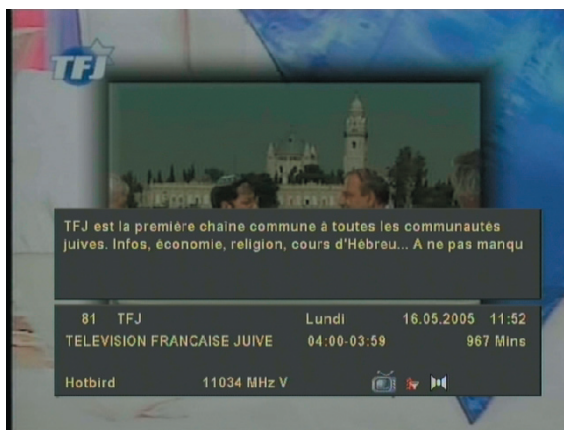 TFJ
TFJ est la première chaîne commune à toutes les communautés
juives. Infos, économie, religion, cours d'Hébreu... A ne pas manqu
81 TFJ Lundi 16.05.2005 11:52
TELEVISION FRANCAISE JUIVE 04:00-03:59 967 Mins
Hotbird 11034 MHz V